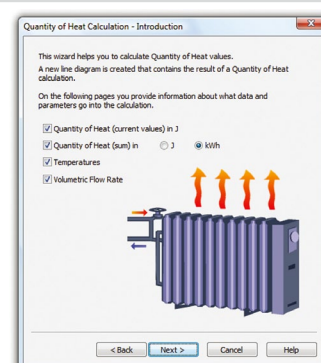 Quantity of Heat Calculation - Introduction
This wizard helps you to calculate Quantity of Heat values.
A new line diagram is created that contains the result of a Quantity of Heat
calculation.
On the following pages you provide information about what data and
parameters go into the calculation.
Quantity of Heat (current values) in J
Quantity of Heat (sum) in J kWh
Temperatures
Volumetric Flow Rate
< Back Next > Cancel Help